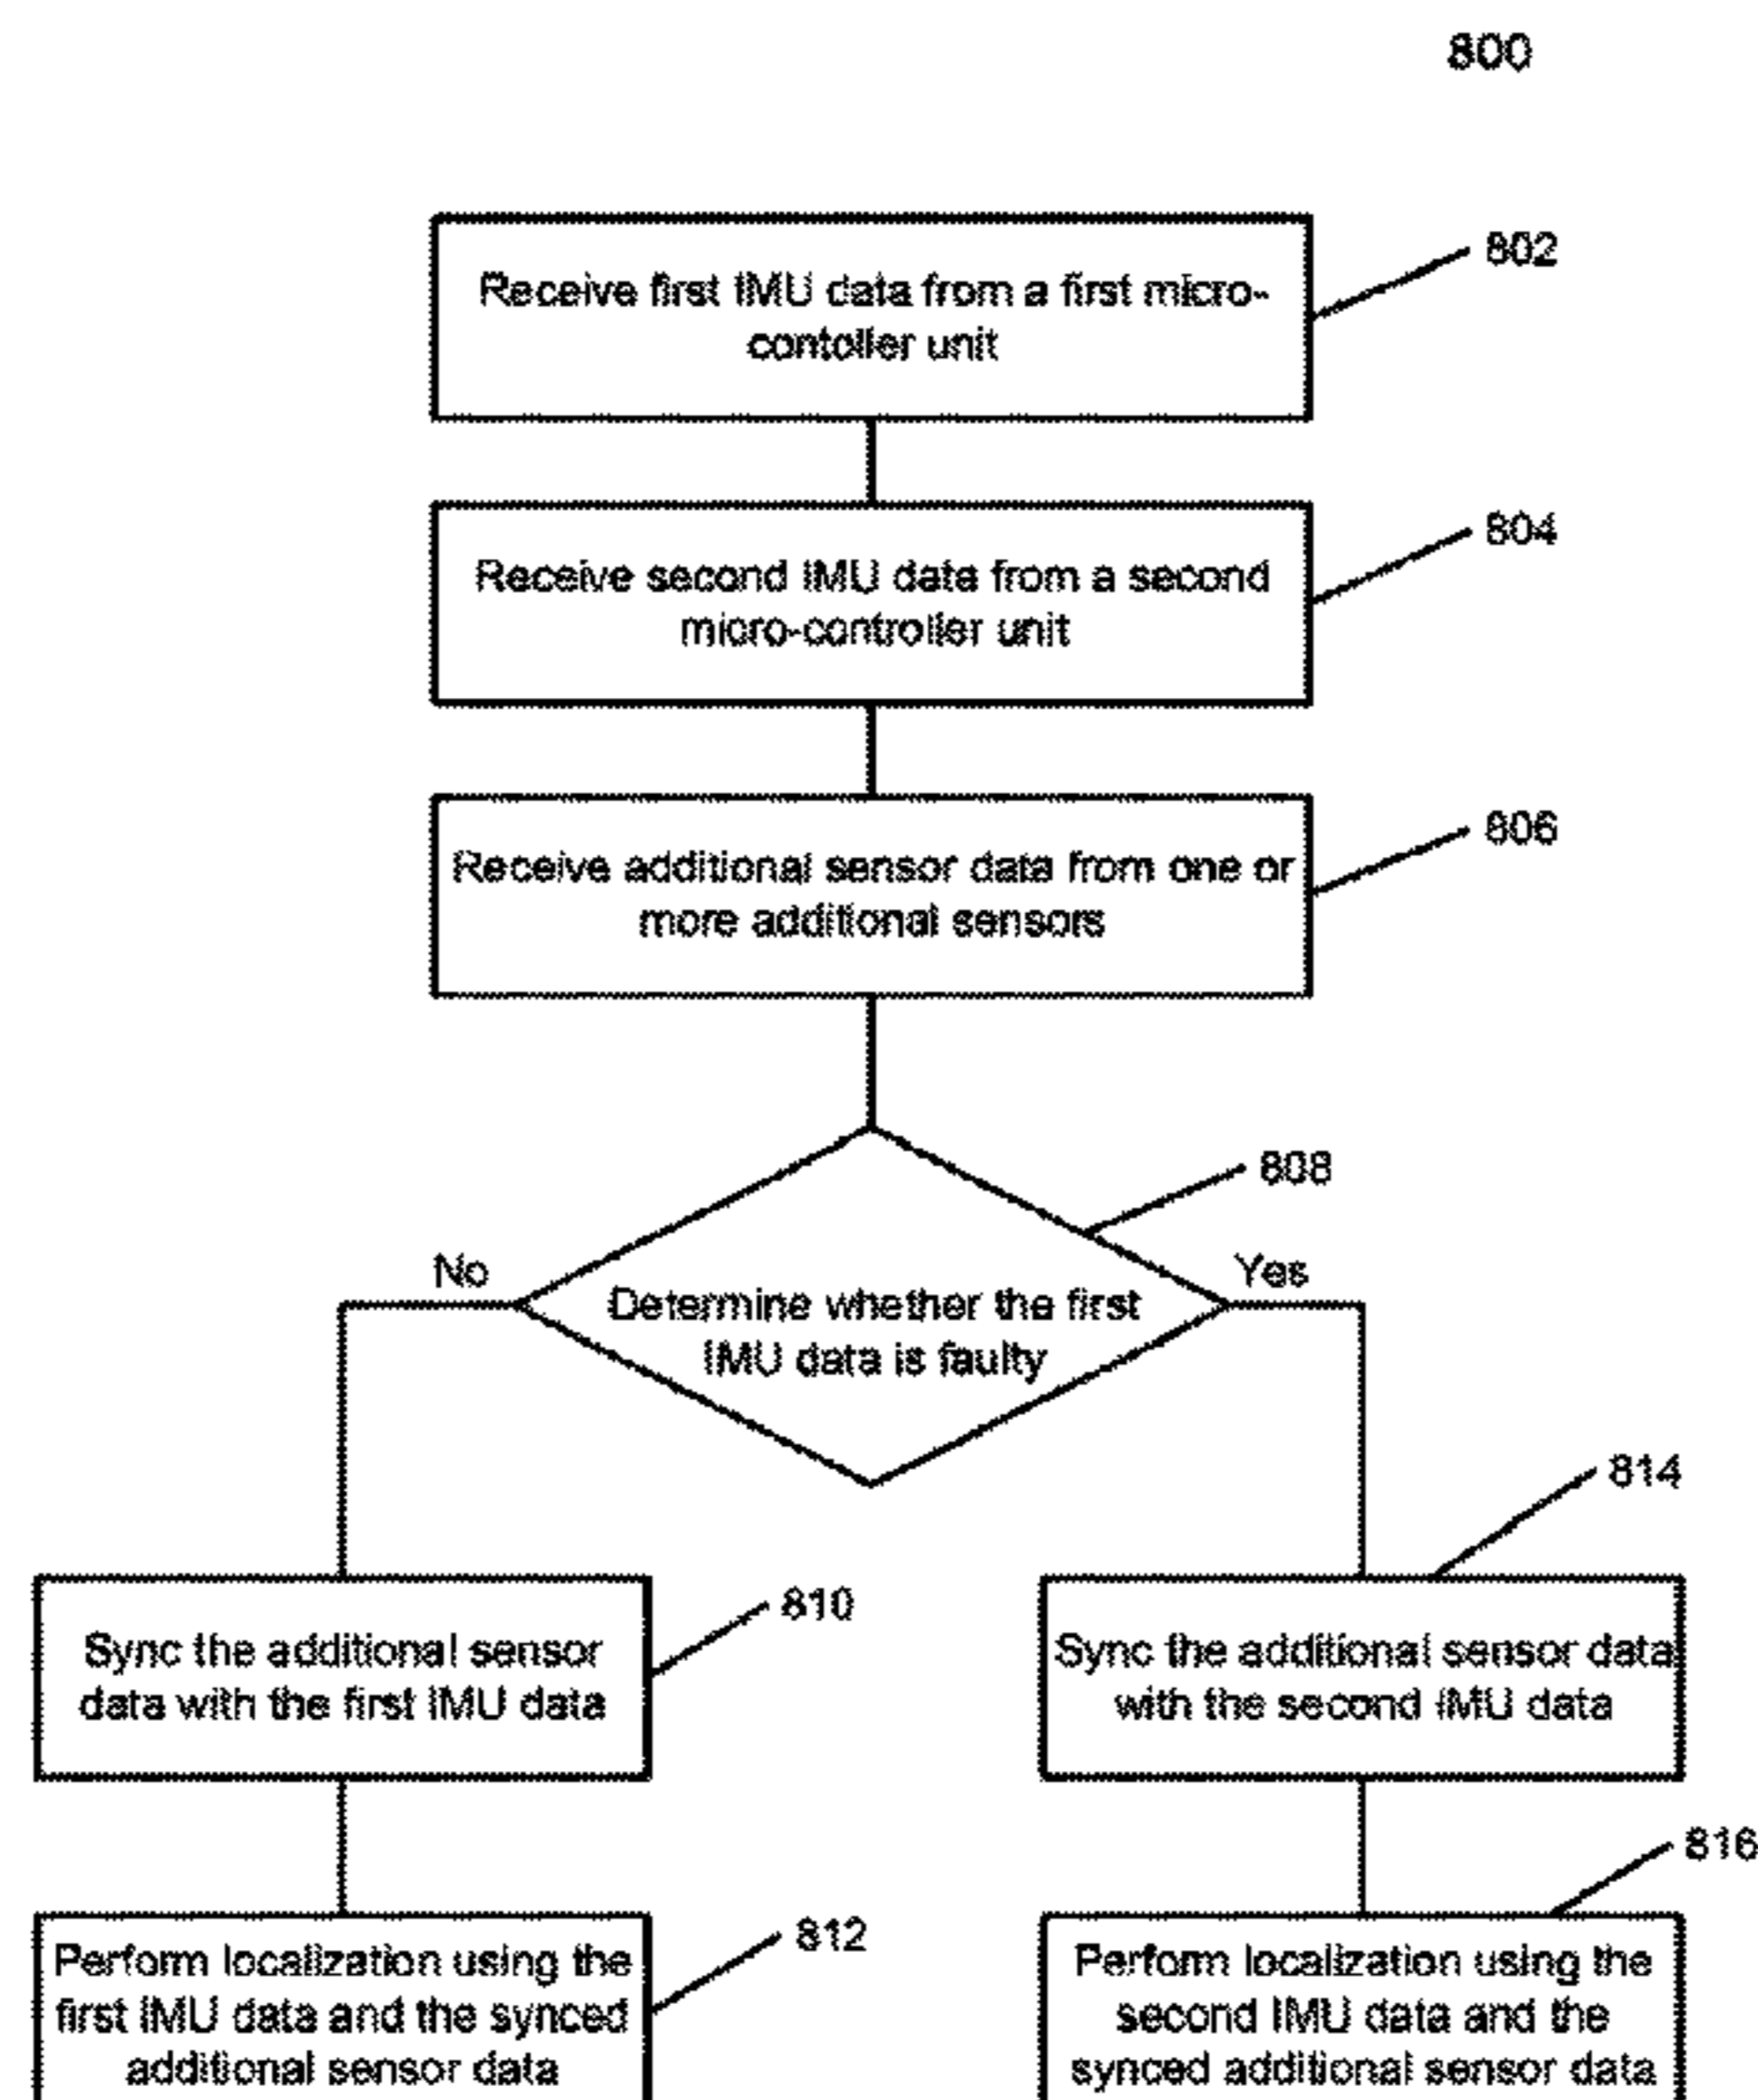 800
Receive first IMU data from a first micro-
contoller unit
802
Receive second IMU data from a second
micro-controller unit
804
Receive additional sensor data from one or
more additional sensors
806
808
No
Yes
Determine whether the first
IMU data is faulty
814
810
Sync the additional sensor
data with the first IMU data
Sync the additional sensor data
with the second IMU data
816
812
Perform localization using the
first IMU data and the synced
additional sensor data
Perform localization using the
second IMU data and the
synced additional sensor data